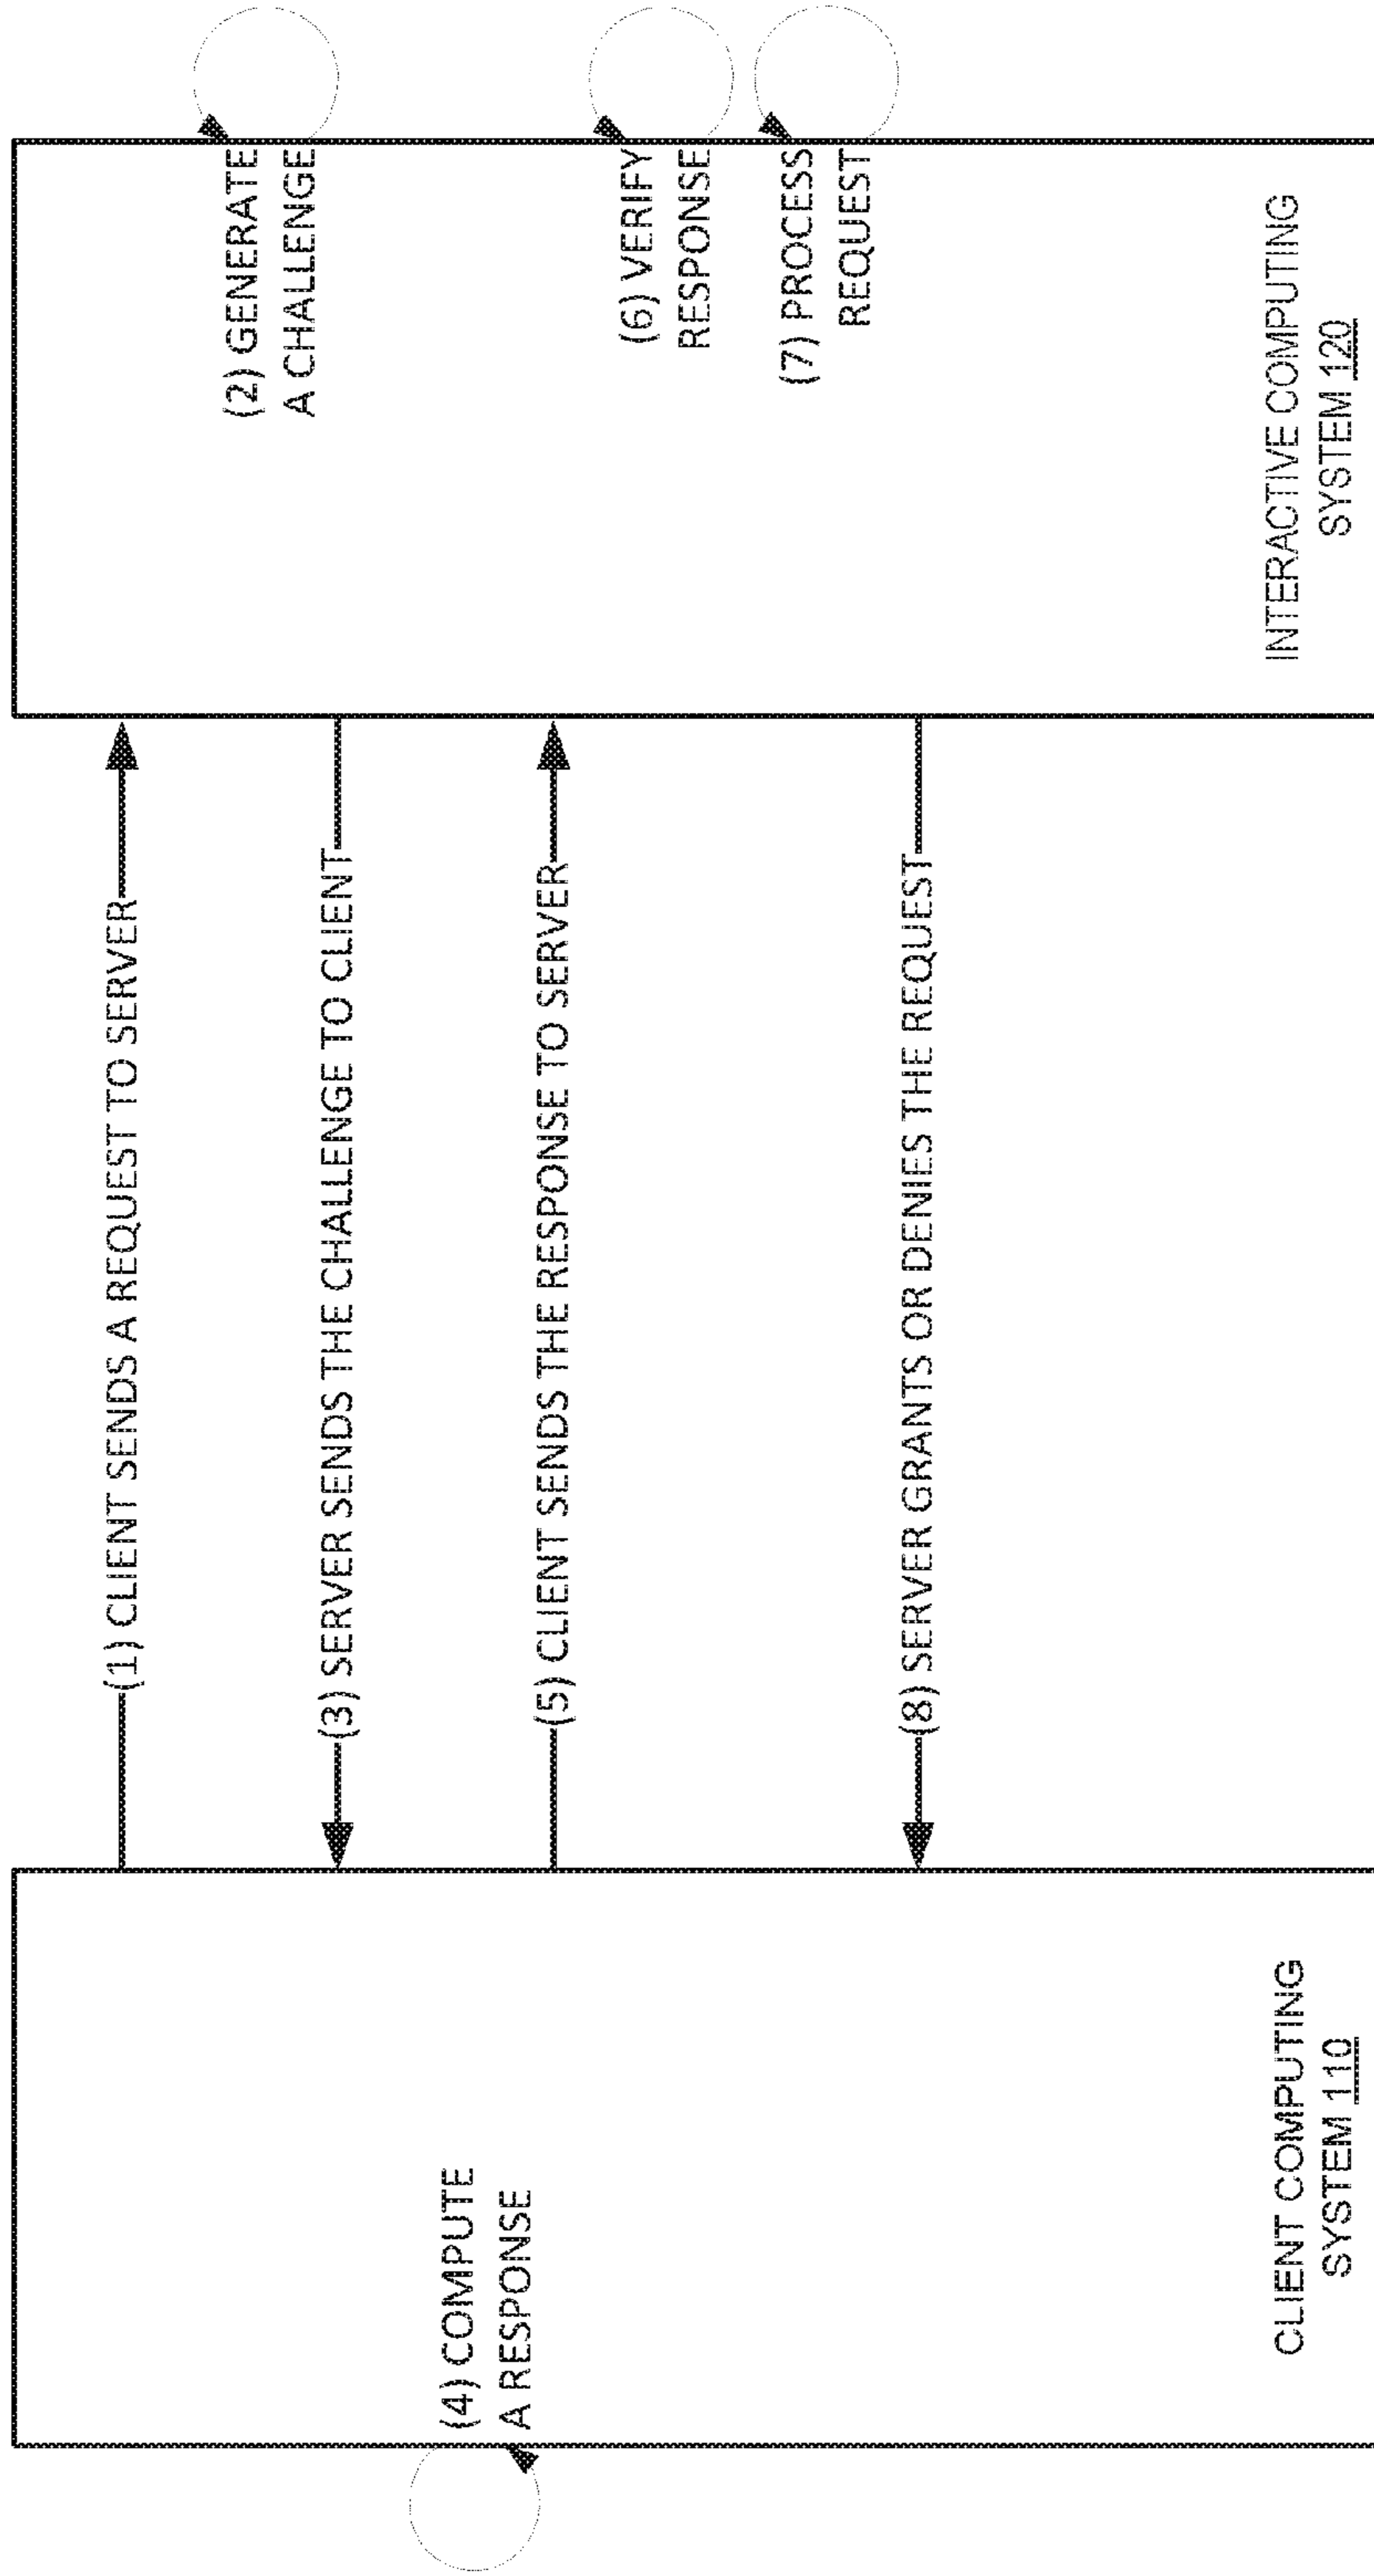 (1) CLIENT SENDS A REQUEST TO SERVER
(2) GENERATE
A CHALLENGE
(3) SERVER SENDS THE CHALLENGE TO CLIENT
(4) COMPUTE
A RESPONSE
(5) CLIENT SENDS THE RESPONSE TO SERVER
(6) VERIFY
RESPONSE
(7) PROCESS
REQUEST
(8) SERVER GRANTS OR DENIES THE REQUEST
CLIENT COMPUTING
SYSTEM 110
INTERACTIVE COMPUTING
SYSTEM 120